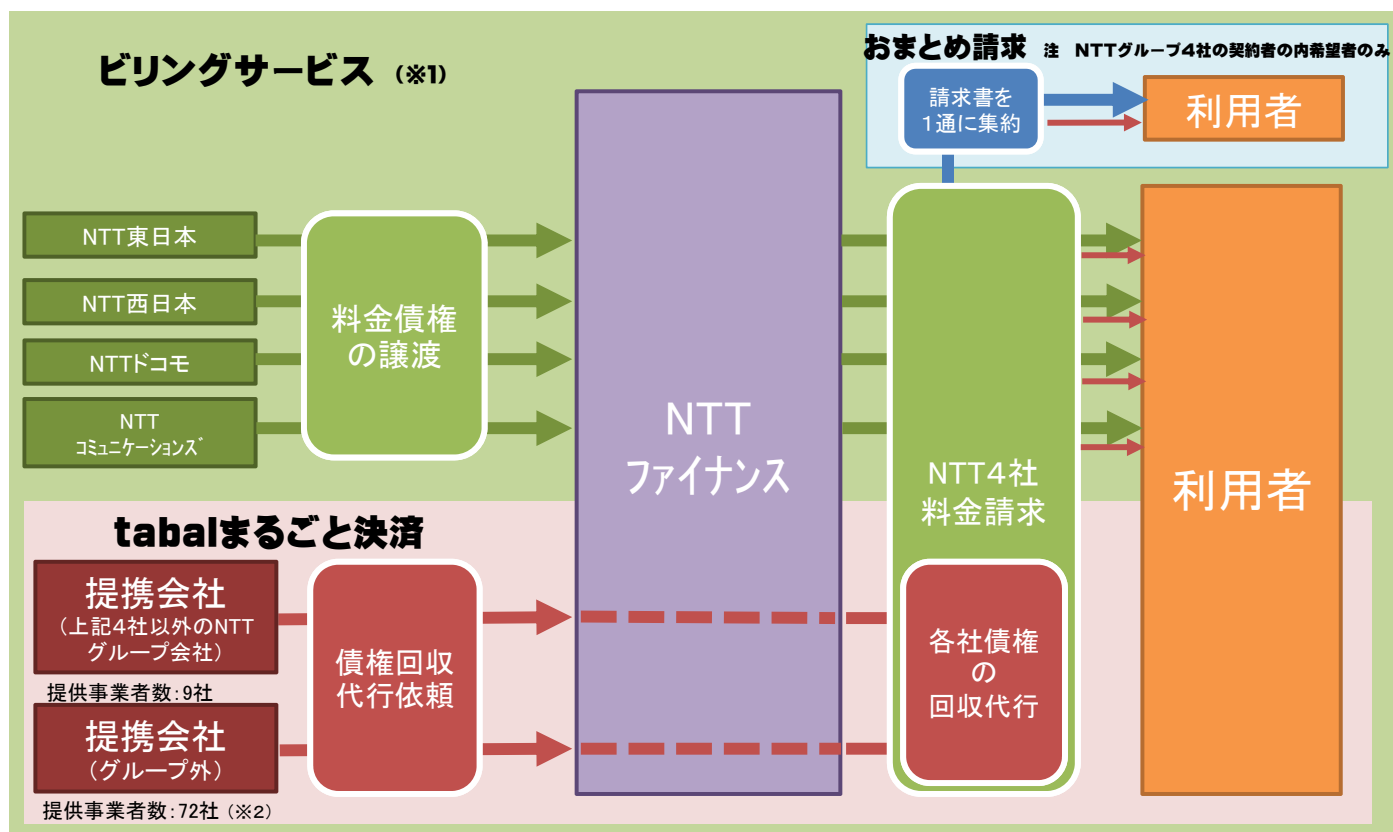 ビリングサービス (※1)
おまとめ請求 注 NTTグループ4社の契約者の内希望者のみ
請求書を
1通に集約
利用者
NTT東日本
NTT西日本
NTTドコモ
NTT
コミュニケーションズ
料金債権
の譲渡
NTT
ファイナンス
NTT4社
料金請求
利用者
tabalまるごと決済
提携会社
(上記4社以外のNTT
グループ会社)
提供事業者数:9社
提携会社
(グループ外)
提供事業者数:72社 (※2)
債権回収
代行依頼
各社債権
の
回収代行